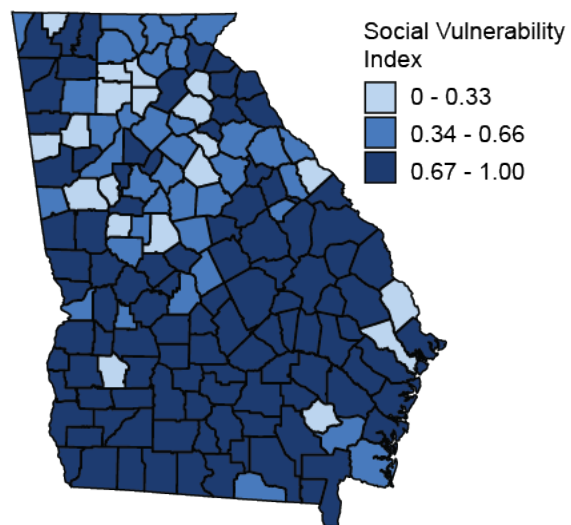 Social Vulnerability
Index
0 - 0.33
0.34 - 0.66
0.67 - 1.00